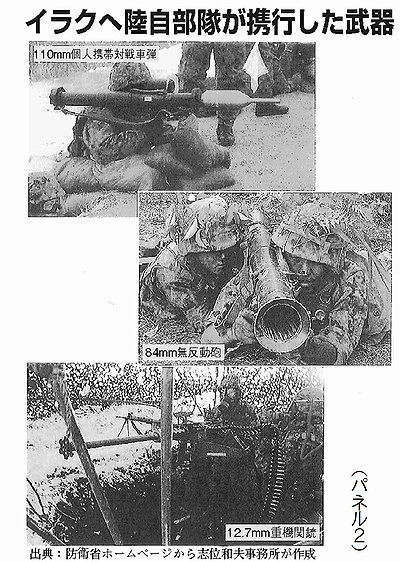 イラクへ陸自部隊が携行した武器
110mm個人携帯対戦車弾
84mm無反動砲
12.7mm重機関銃
（パネル２）
出典：防衛省ホームページから志位和夫事務所が作成